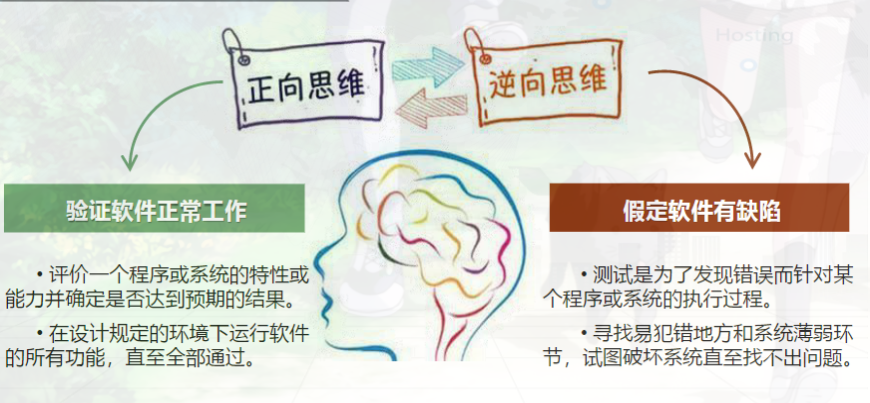 Hosting
正向思维
逆向思维
验证软件正常工作
• 评价一个程序或系统的特性或
能力并确定是否达到预期的结果。
• 在设计规定的环境下运行软件
的所有功能，直至全部通过。
假定软件有缺陷
• 测试是为了发现错误而针对某
个程序或系统的执行过程。
• 寻找易犯错地方和系统薄弱环
节，试图破坏系统直至找不出问题。